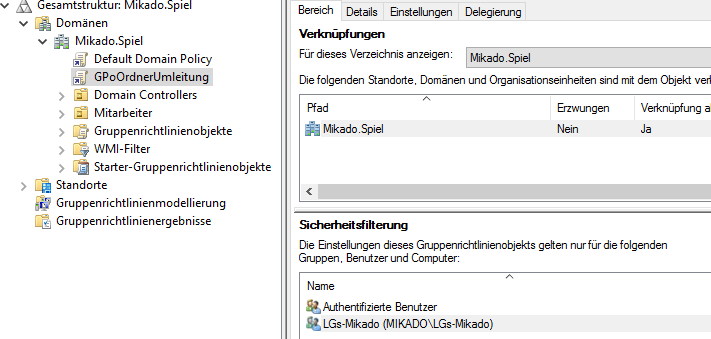 Gesamtstruktur: Mikado.Spiel
Domänen
Mikado.Spiel
Default Domain Policy
GPoOrdnerUmleitung
Domain Controllers
Mitarbeiter
Gruppenrichtlinienobjekte
WMI-Filter
Starter-Gruppenrichtlinienobjekte
Standorte
Gruppenrichtlinienmodellierung
Gruppenrichtlinienergebnisse
Bereich Details Einstellungen Delegierung
Verknüpfungen
Für dieses Verzeichnis anzeigen: Mikado.Spiel
Die folgenden Standorte, Domänen und Organisationseinheiten sind mit dem Objekt ver
Pfad Erzwungen Verknüpfung a
Mikado.Spiel Nein Ja
Sicherheitsfilterung
Die Einstellungen dieses Gruppenrichtlinienobjekts gelten nur für die folgenden
Gruppen, Benutzer und Computer:
Name
Authentifizierte Benutzer
LGs-Mikado (MIKADO\LGs-Mikado)